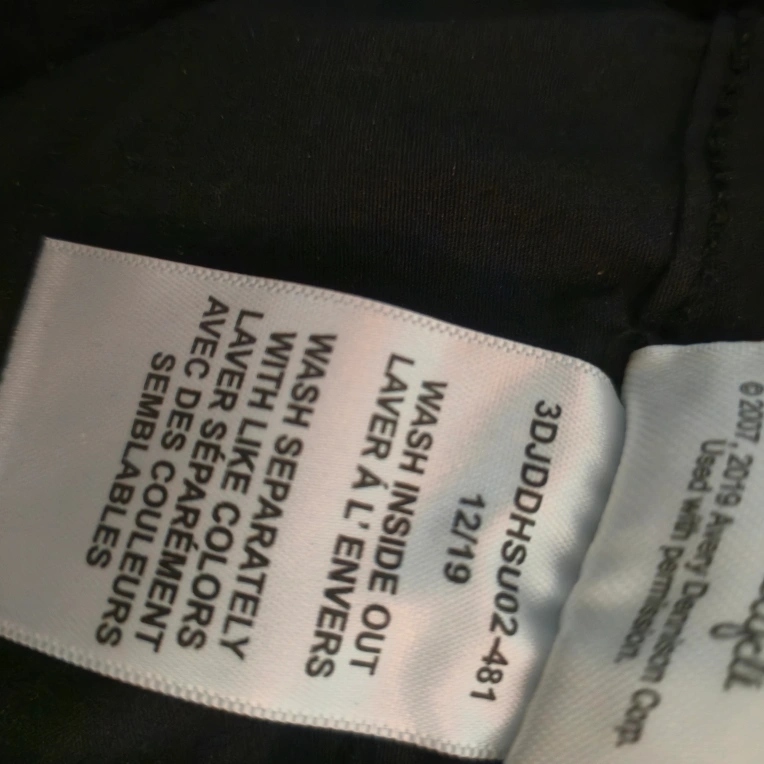 © 2007, 2019 Avery Dennison Corp.
Used with permission.
3DJDDHSU02-481
12/19
WASH INSIDE OUT
LAVER Á L'ENVERS
WASH SEPARATELY
WITH LIKE COLORS
LAVER SÉPARÉMENT
AVEC DES COULEURS
SEMBLABLES